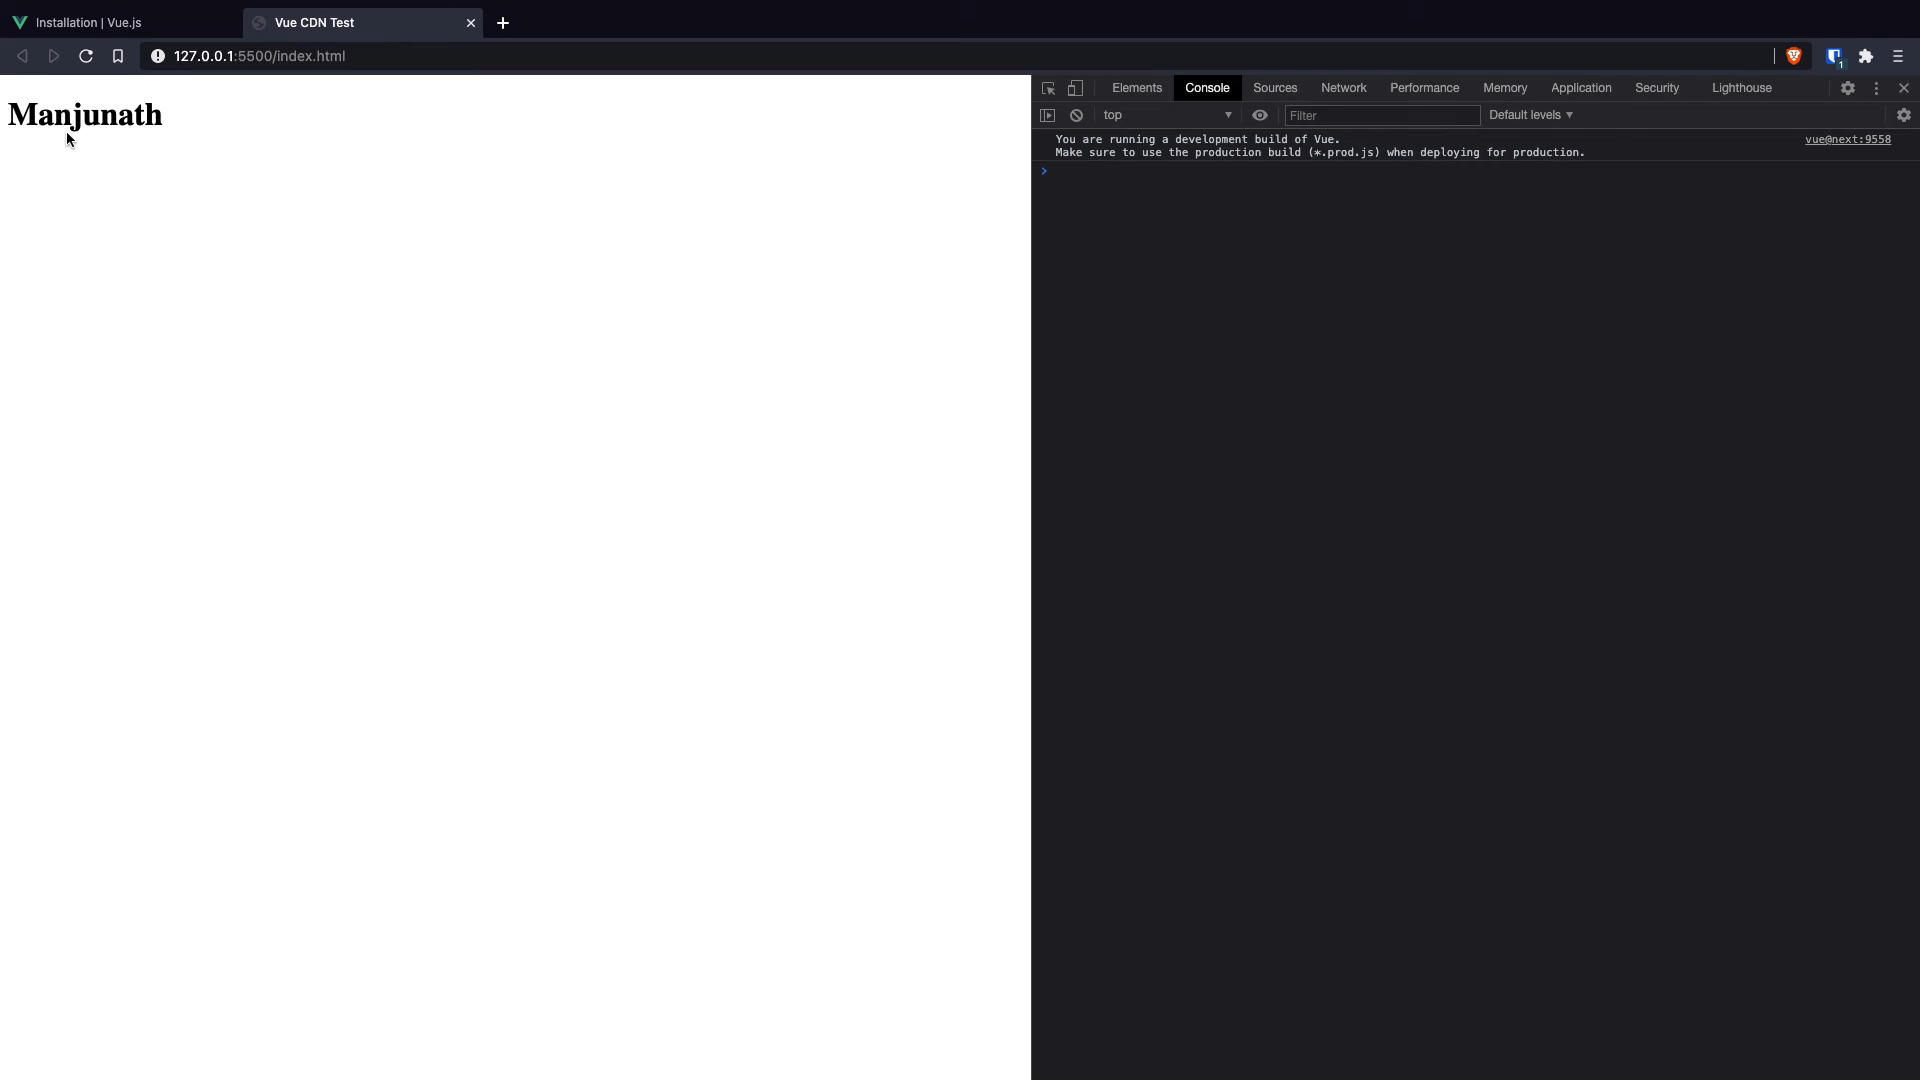 Installation | Vue.js
Vue CDN Test
127.0.0.1:5500/index.html
1
Manjunath
Elements Console Sources Network Performance Memory Application Security Lighthouse
top Filter Default levels
You are running a development build of Vue. vue@next:9558
Make sure to use the production build (*.prod.js) when deploying for production.